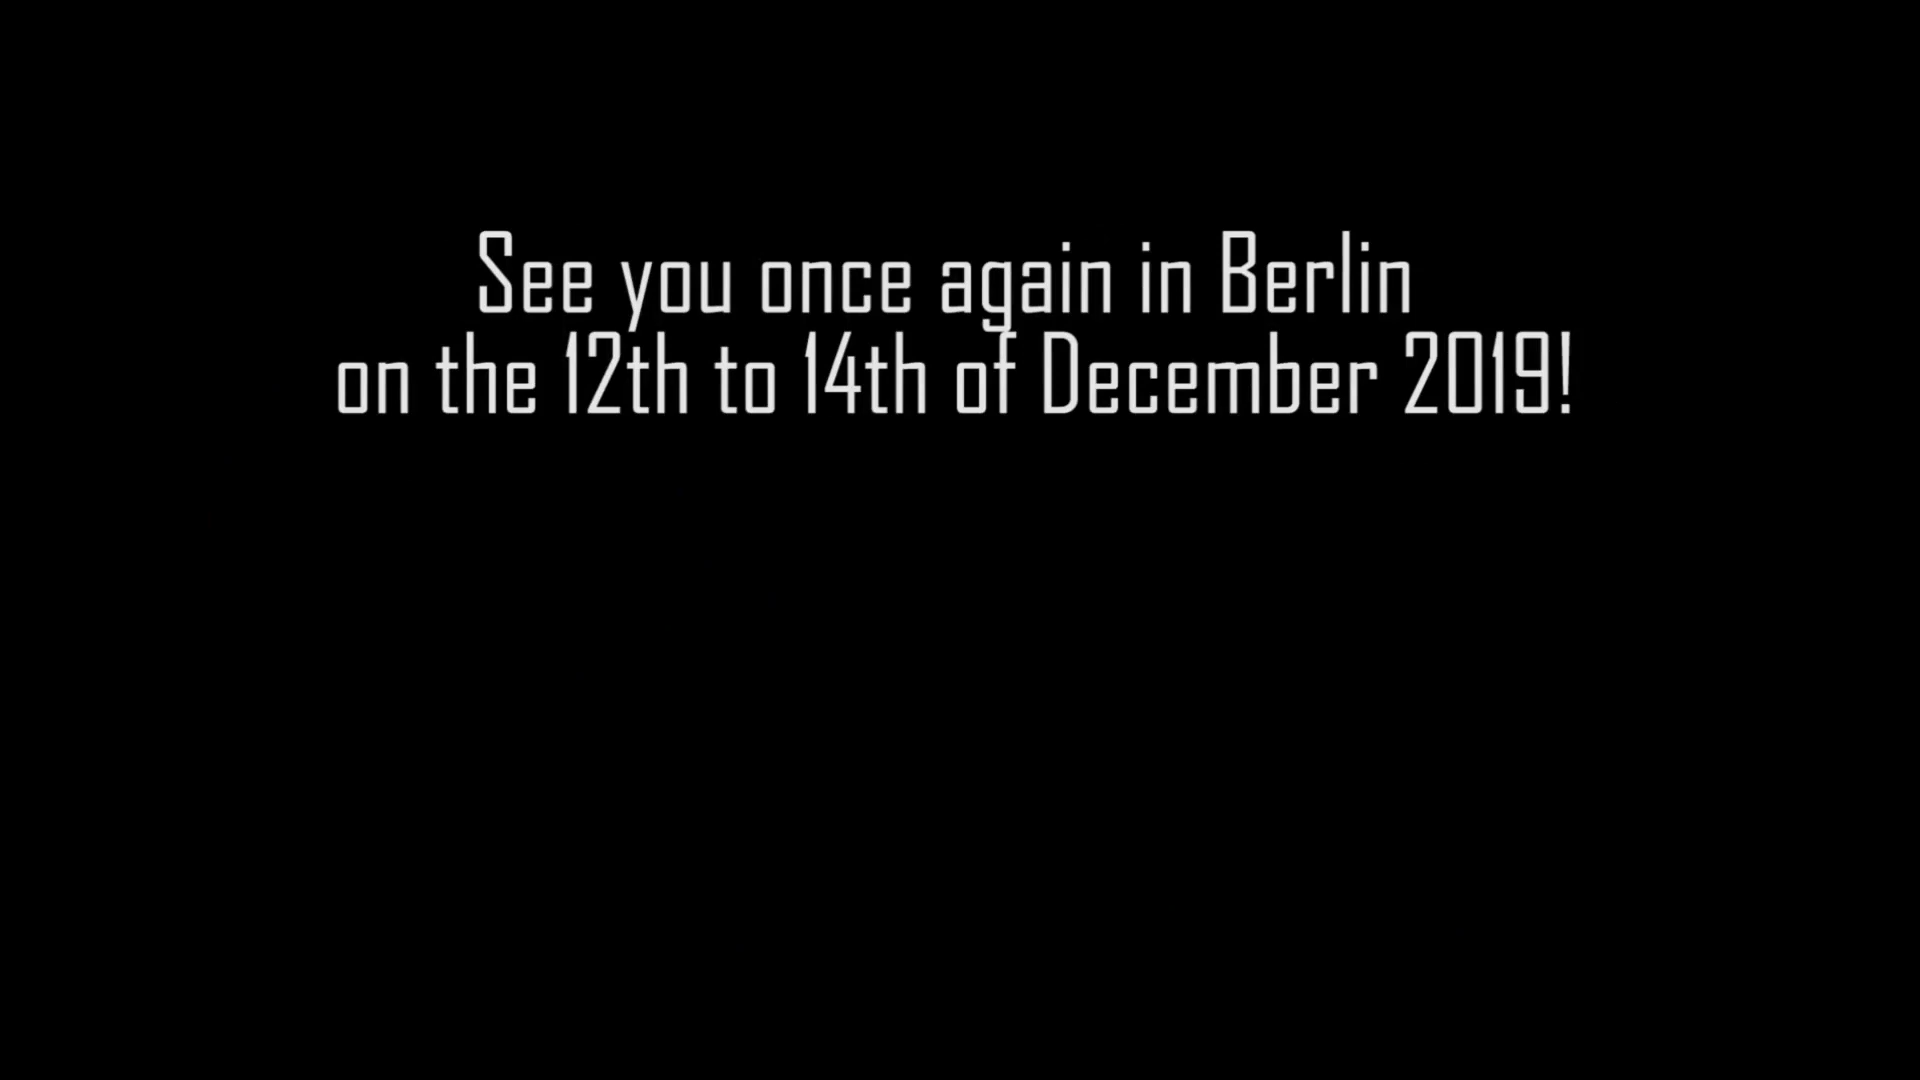 See you once again in Berlin
on the 12th to 14th of December 2019!